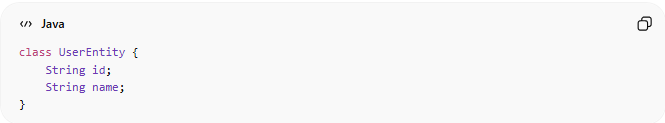 </> Java
class UserEntity {
    String id;
    String name;
}